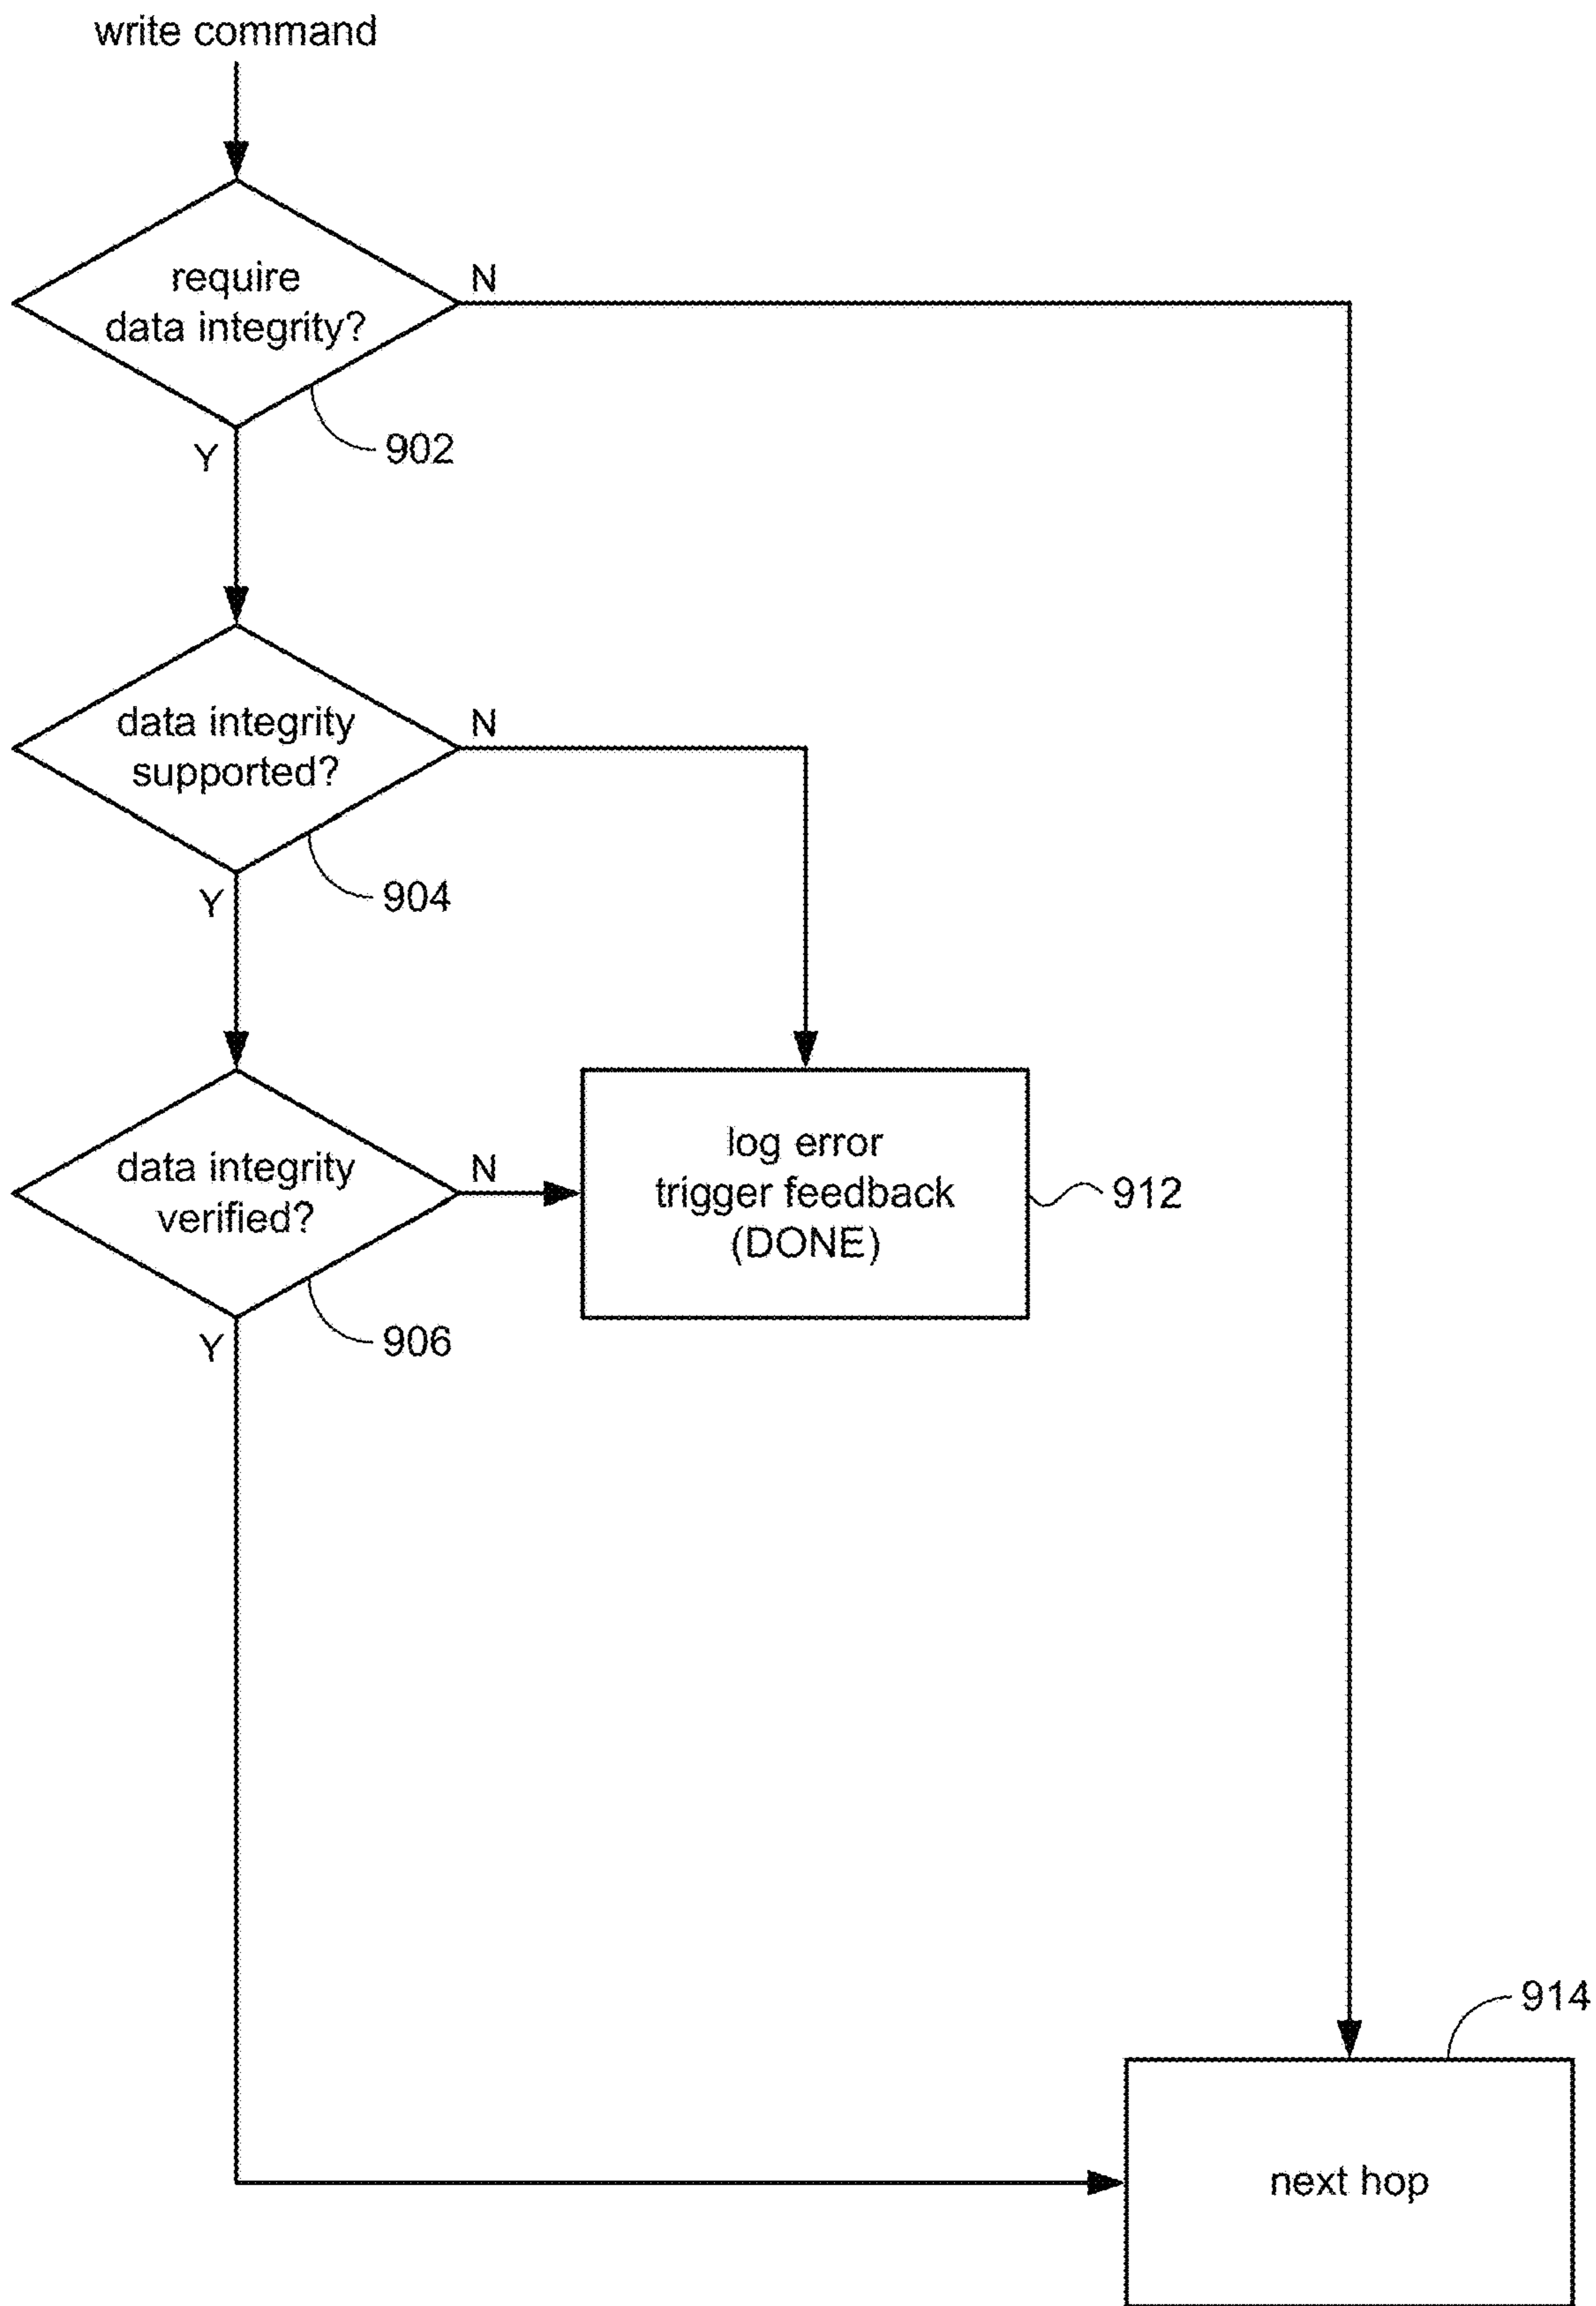 write command
require
data integrity?
N
Y
902
data integrity
supported?
N
Y
904
data integrity
verified?
N
Y
906
log error
trigger feedback
(DONE)
912
914
next hop